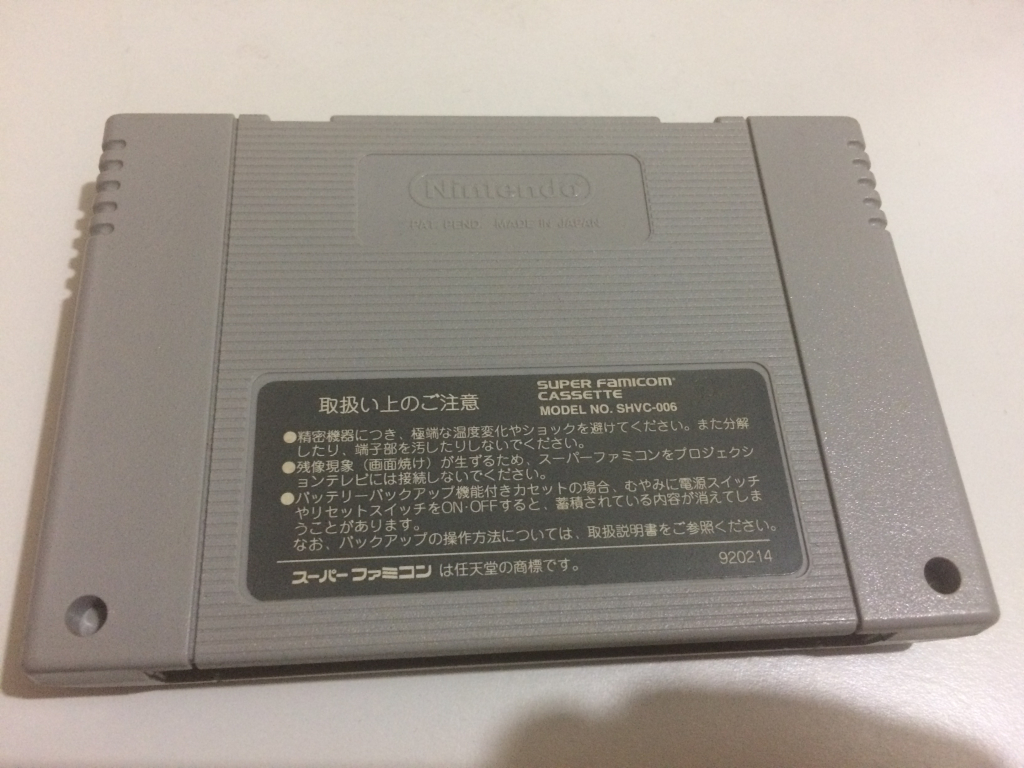 Nintendo
PAT. PEND. MADE IN JAPAN
取扱い上のご注意
SUPER FAMICOM
CASSETTE
MODEL NO. SHVC-006
●精密機器につき、極端な温度変化やショックを避けてください。また分解
したり、端子部を汚したりしないでください。
●残像現象（画面焼け）が生ずるため、スーパーファミコンをプロジェクシ
ョンテレビには接続しないでください。
●バッテリーバックアップ機能付きカセットの場合、むやみに電源スイッチ
やリセットスイッチをON・OFFすると、蓄積されている内容が消えてしま
うことがあります。
なお、バックアップの操作方法については、取扱説明書をご参照ください。
スーパーファミコン は任天堂の商標です。
920214